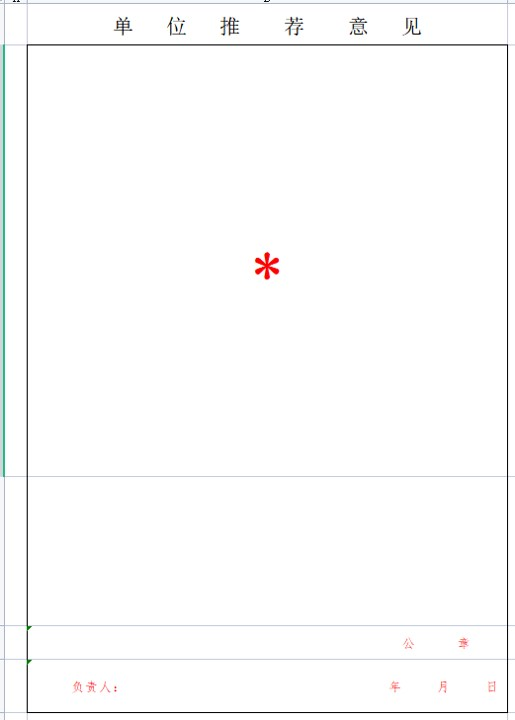 单 位 推 荐 意 见
*
公 章
负责人： 年 月 日